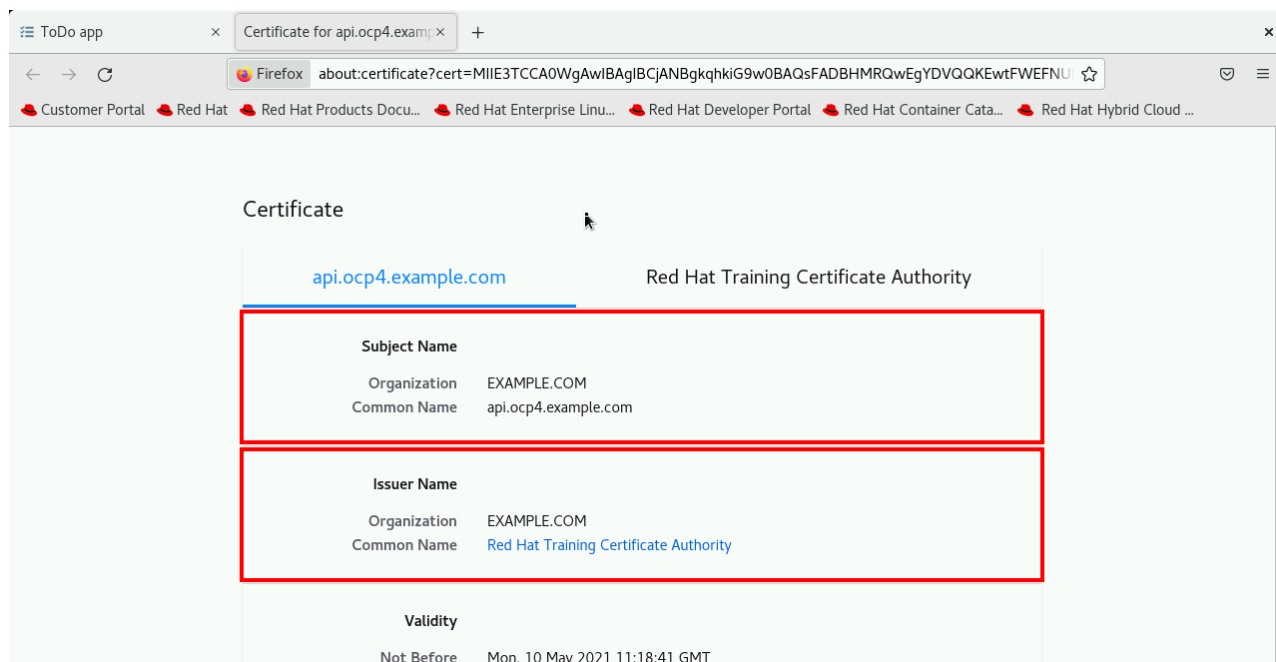 ToDo app × Certificate for api.ocp4.examp × + ×
Firefox about:certificate?cert=MIIE3TCCA0WgAwIBAgIBCjANBgkqhkiG9w0BAQsFADBHMRQwEgYDVQQKEwtFWEFNU
Customer Portal Red Hat Red Hat Products Docu... Red Hat Enterprise Linu... Red Hat Developer Portal Red Hat Container Cata... Red Hat Hybrid Cloud ...
Certificate
api.ocp4.example.com Red Hat Training Certificate Authority
Subject Name
Organization EXAMPLE.COM
Common Name api.ocp4.example.com
Issuer Name
Organization EXAMPLE.COM
Common Name Red Hat Training Certificate Authority
Validity
Not Before Mon, 10 May 2021 11:18:41 GMT